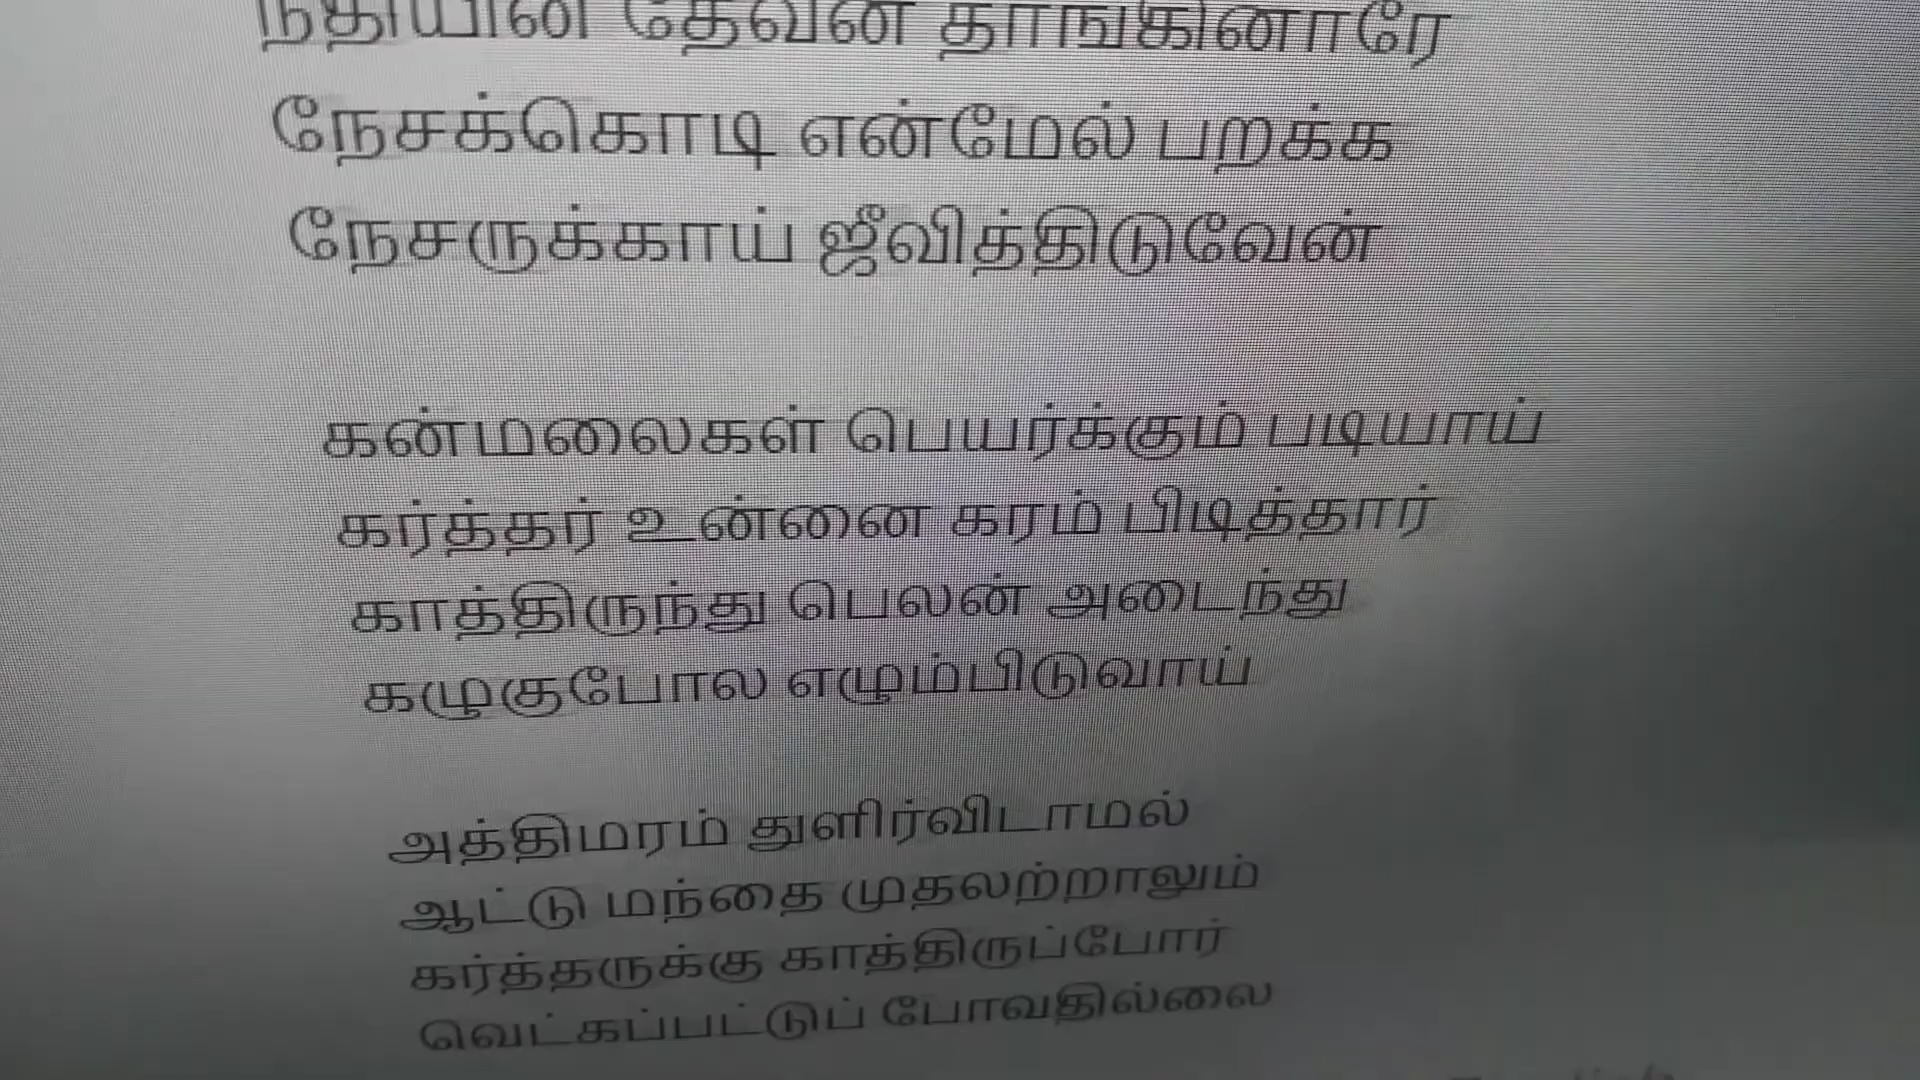 நீதியின் தேவன் தாங்கினாரே
நேசக்கொடி என்மேல் பறக்க
நேசருக்காய் ஜீவித்திடுவேன்
கன்மலைகள் பெயர்க்கும் படியாய்
கர்த்தர் உன்னை கரம் பிடித்தார்
காத்திருந்து பெலன் அடைந்து
கழுகுபோல எழும்பிடுவாய்
அத்திமரம் துளிர்விடாமல்
ஆட்டு மந்தை முதலற்றாலும்
கர்த்தருக்கு காத்திருப்போர்
வெட்கப்பட்டுப் போவதில்லை